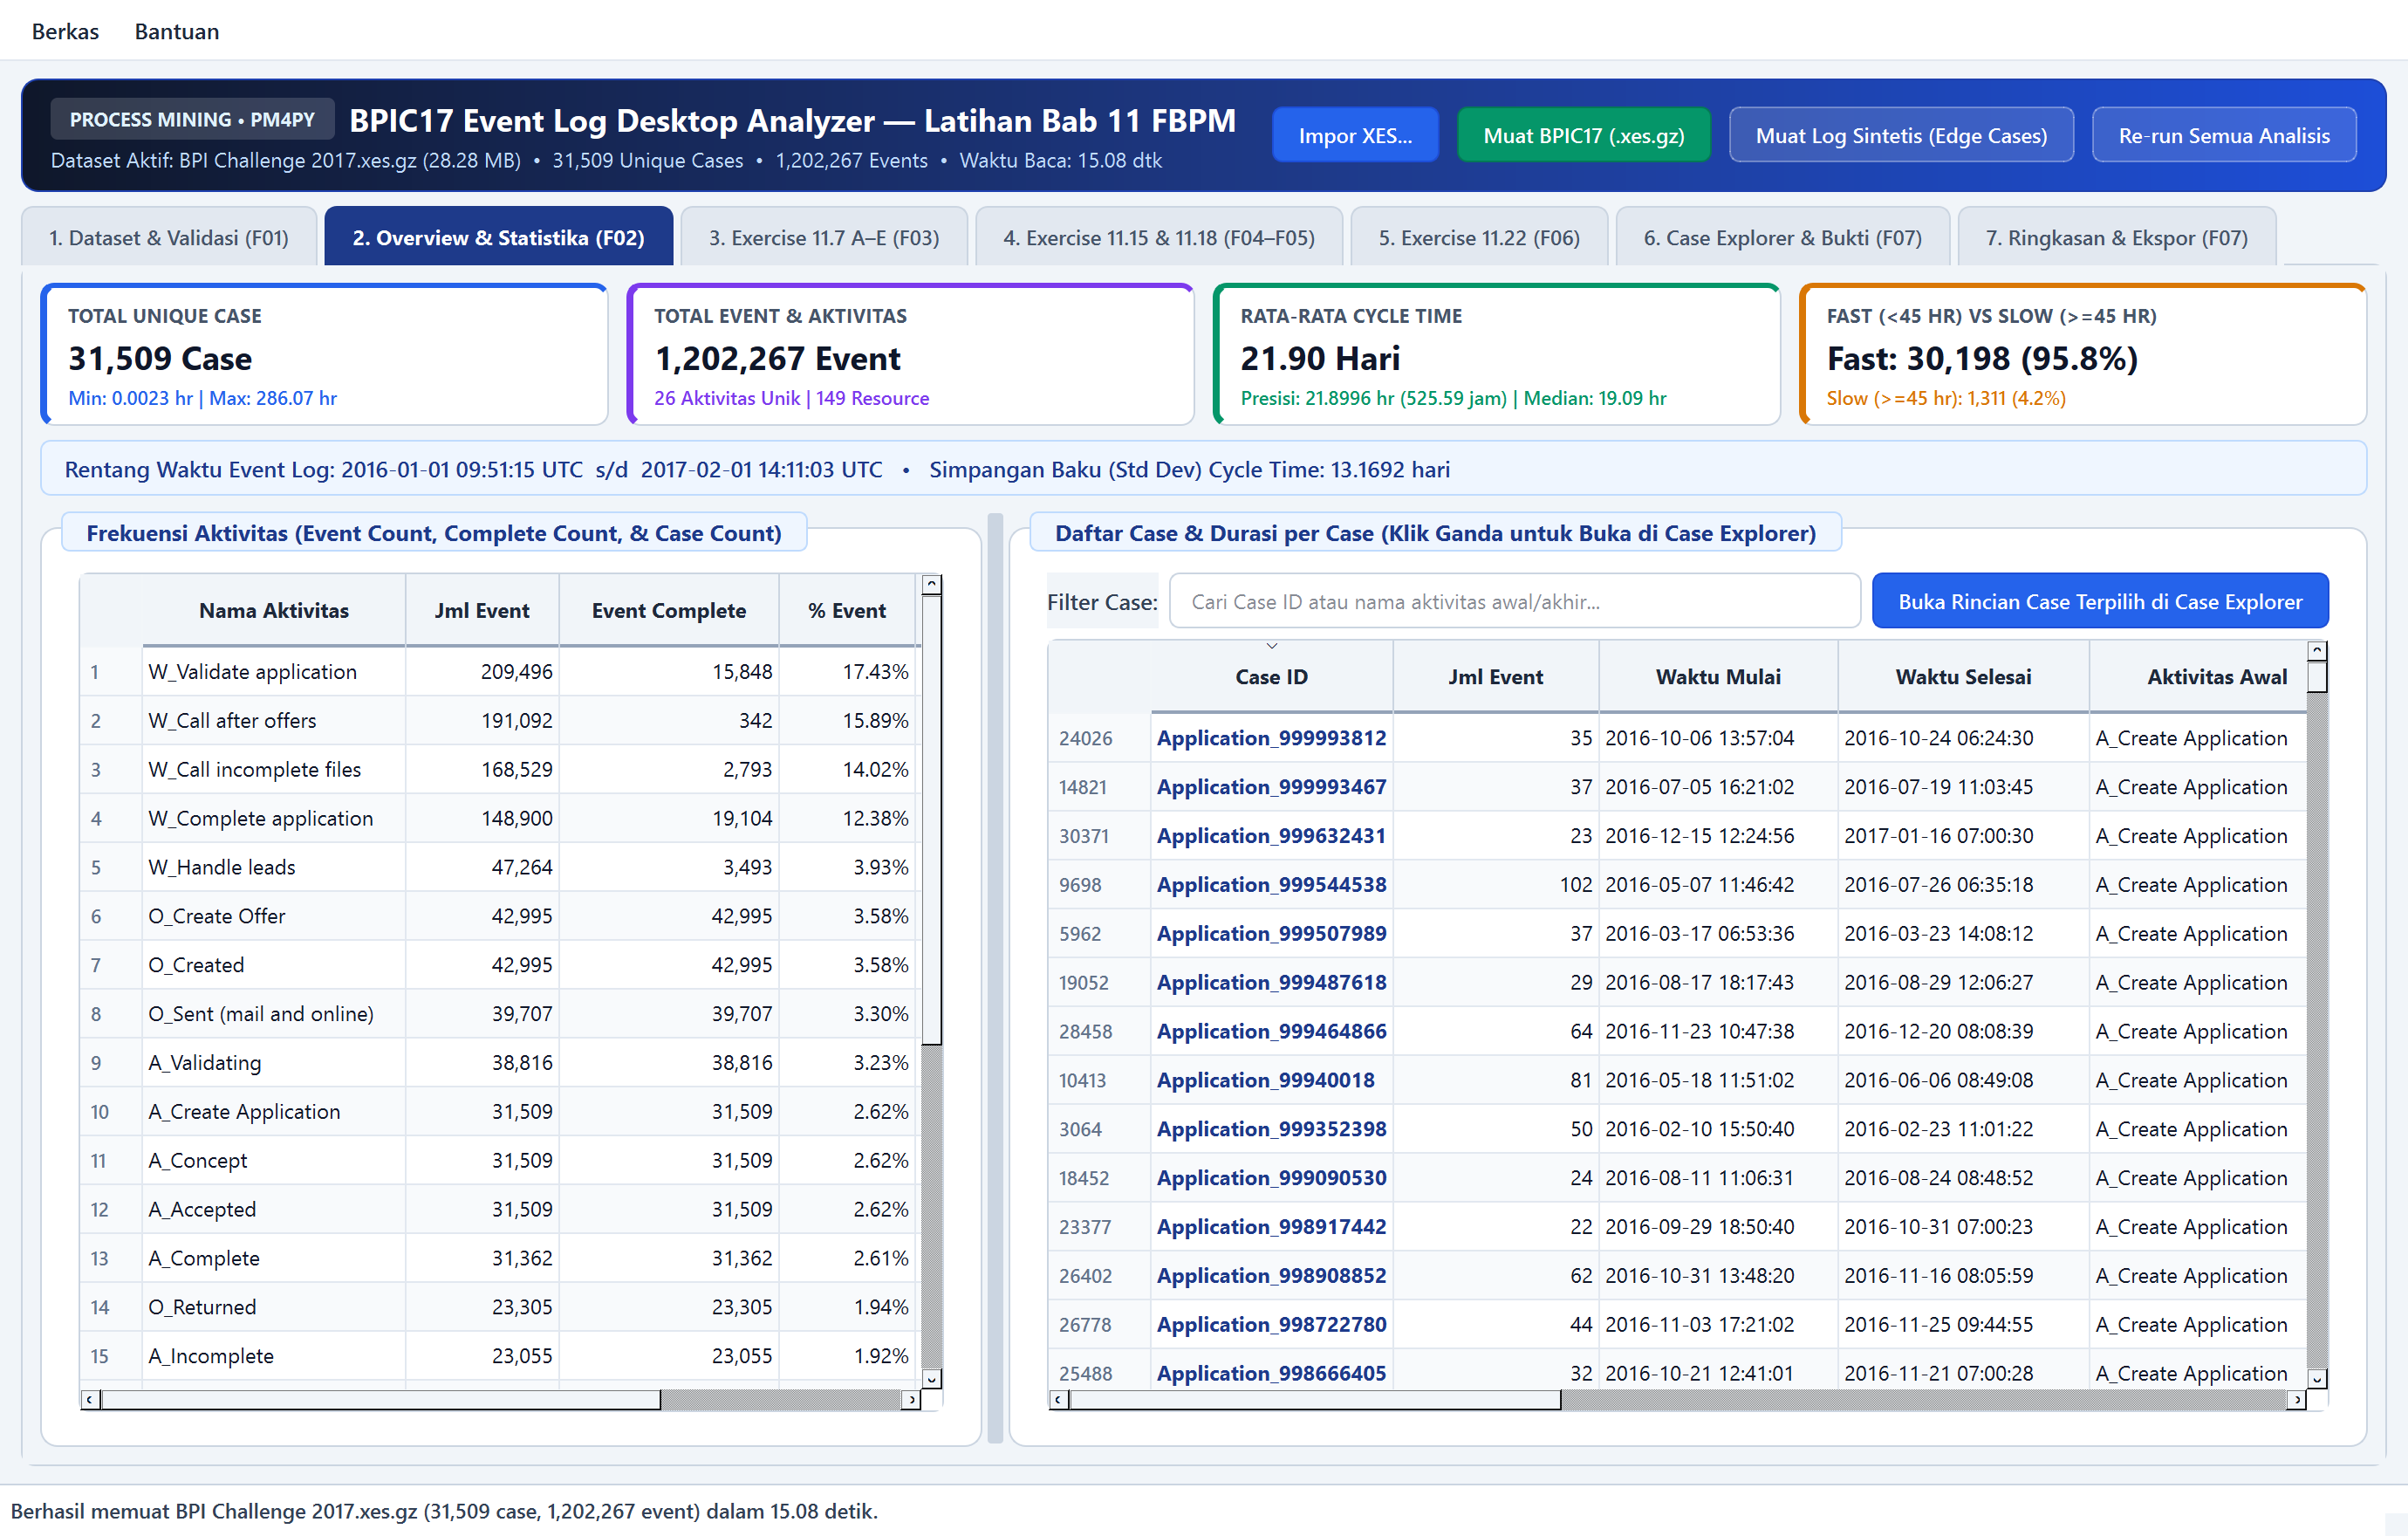 Berkas Bantuan
PROCESS MINING • PM4PY BPIC17 Event Log Desktop Analyzer — Latihan Bab 11 FBPM
Dataset Aktif: BPI Challenge 2017.xes.gz (28.28 MB) • 31,509 Unique Cases • 1,202,267 Events • Waktu Baca: 15.08 dtk
Impor XES... Muat BPIC17 (.xes.gz) Muat Log Sintetis (Edge Cases) Re-run Semua Analisis
1. Dataset & Validasi (F01) 2. Overview & Statistika (F02) 3. Exercise 11.7 A–E (F03) 4. Exercise 11.15 & 11.18 (F04–F05) 5. Exercise 11.22 (F06) 6. Case Explorer & Bukti (F07) 7. Ringkasan & Ekspor (F07)
TOTAL UNIQUE CASE
31,509 Case
Min: 0.0023 hr | Max: 286.07 hr
TOTAL EVENT & AKTIVITAS
1,202,267 Event
26 Aktivitas Unik | 149 Resource
RATA-RATA CYCLE TIME
21.90 Hari
Presisi: 21.8996 hr (525.59 jam) | Median: 19.09 hr
FAST (<45 HR) VS SLOW (>=45 HR)
Fast: 30,198 (95.8%)
Slow (>=45 hr): 1,311 (4.2%)
Rentang Waktu Event Log: 2016-01-01 09:51:15 UTC s/d 2017-02-01 14:11:03 UTC • Simpangan Baku (Std Dev) Cycle Time: 13.1692 hari
Frekuensi Aktivitas (Event Count, Complete Count, & Case Count)
Nama Aktivitas Jml Event Event Complete % Event
1 W_Validate application 209,496 15,848 17.43%
2 W_Call after offers 191,092 342 15.89%
3 W_Call incomplete files 168,529 2,793 14.02%
4 W_Complete application 148,900 19,104 12.38%
5 W_Handle leads 47,264 3,493 3.93%
6 O_Create Offer 42,995 42,995 3.58%
7 O_Created 42,995 42,995 3.58%
8 O_Sent (mail and online) 39,707 39,707 3.30%
9 A_Validating 38,816 38,816 3.23%
10 A_Create Application 31,509 31,509 2.62%
11 A_Concept 31,509 31,509 2.62%
12 A_Accepted 31,509 31,509 2.62%
13 A_Complete 31,362 31,362 2.61%
14 O_Returned 23,305 23,305 1.94%
15 A_Incomplete 23,055 23,055 1.92%
Daftar Case & Durasi per Case (Klik Ganda untuk Buka di Case Explorer)
Filter Case: Cari Case ID atau nama aktivitas awal/akhir... Buka Rincian Case Terpilih di Case Explorer
Case ID Jml Event Waktu Mulai Waktu Selesai Aktivitas Awal
24026 Application_999993812 35 2016-10-06 13:57:04 2016-10-24 06:24:30 A_Create Application
14821 Application_999993467 37 2016-07-05 16:21:02 2016-07-19 11:03:45 A_Create Application
30371 Application_999632431 23 2016-12-15 12:24:56 2017-01-16 07:00:30 A_Create Application
9698 Application_999544538 102 2016-05-07 11:46:42 2016-07-26 06:35:18 A_Create Application
5962 Application_999507989 37 2016-03-17 06:53:36 2016-03-23 14:08:12 A_Create Application
19052 Application_999487618 29 2016-08-17 18:17:43 2016-08-29 12:06:27 A_Create Application
28458 Application_999464866 64 2016-11-23 10:47:38 2016-12-20 08:08:39 A_Create Application
10413 Application_99940018 81 2016-05-18 11:51:02 2016-06-06 08:49:08 A_Create Application
3064 Application_999352398 50 2016-02-10 15:50:40 2016-02-23 11:01:22 A_Create Application
18452 Application_999090530 24 2016-08-11 11:06:31 2016-08-24 08:48:52 A_Create Application
23377 Application_998917442 22 2016-09-29 18:50:40 2016-10-31 07:00:23 A_Create Application
26402 Application_998908852 62 2016-10-31 13:48:20 2016-11-16 08:05:59 A_Create Application
26778 Application_998722780 44 2016-11-03 17:21:02 2016-11-25 09:44:55 A_Create Application
25488 Application_998666405 32 2016-10-21 12:41:01 2016-11-21 07:00:28 A_Create Application
Berhasil memuat BPI Challenge 2017.xes.gz (31,509 case, 1,202,267 event) dalam 15.08 detik.